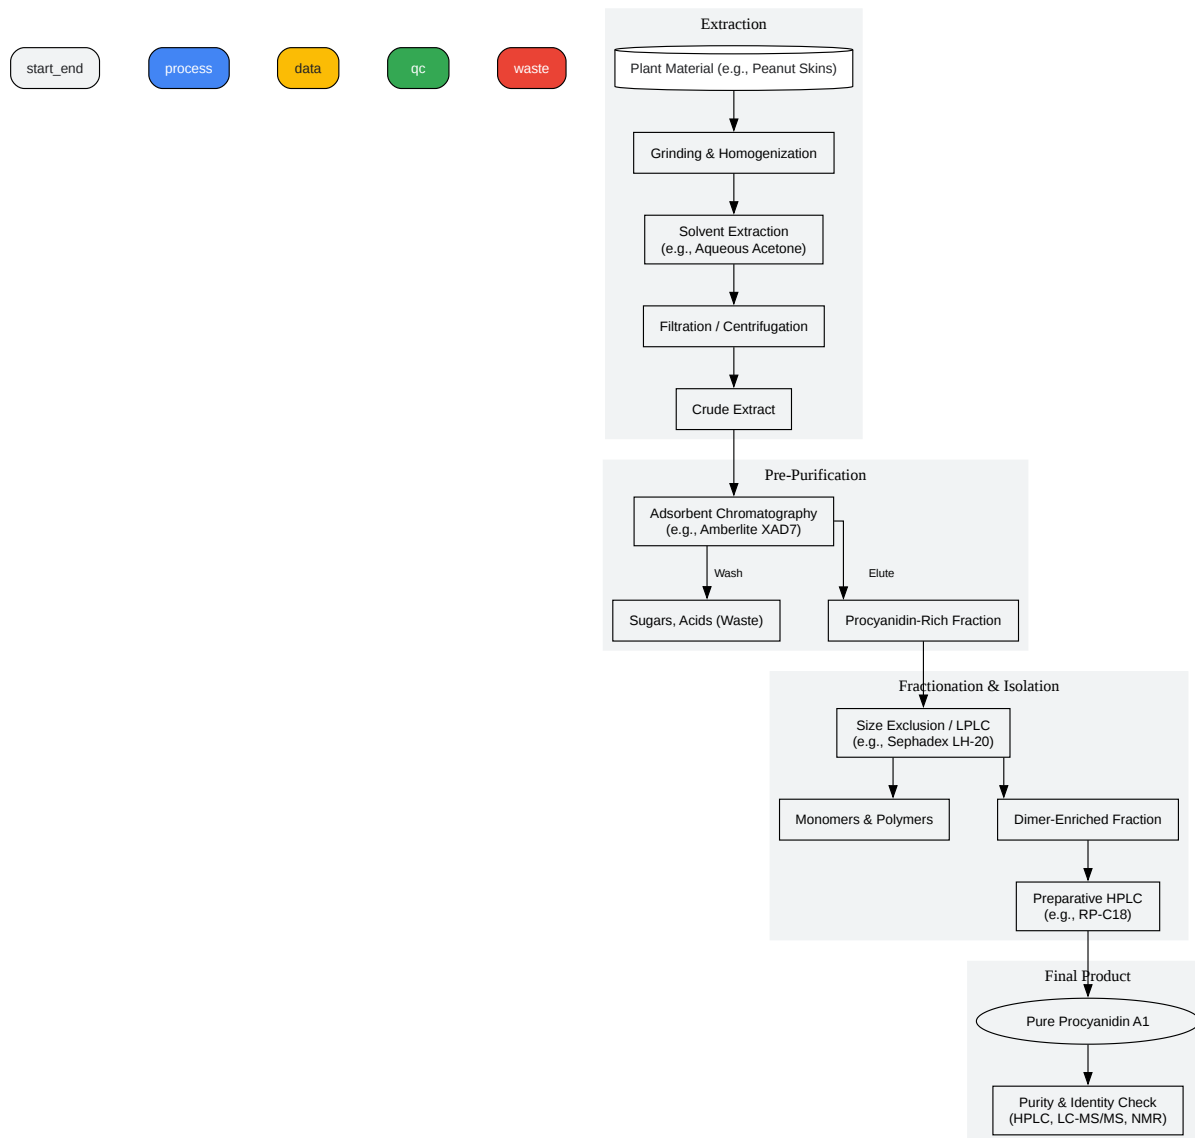 Extraction
start_end
process
data
qc
waste
Plant Material (e.g., Peanut Skins)
Grinding & Homogenization
Solvent Extraction
(e.g., Aqueous Acetone)
Filtration / Centrifugation
Crude Extract
Pre-Purification
Adsorbent Chromatography
(e.g., Amberlite XAD7)
Wash
Elute
Sugars, Acids (Waste)
Procyanidin-Rich Fraction
Fractionation & Isolation
Size Exclusion / LPLC
(e.g., Sephadex LH-20)
Monomers & Polymers
Dimer-Enriched Fraction
Preparative HPLC
(e.g., RP-C18)
Final Product
Pure Procyanidin A1
Purity & Identity Check
(HPLC, LC-MS/MS, NMR)